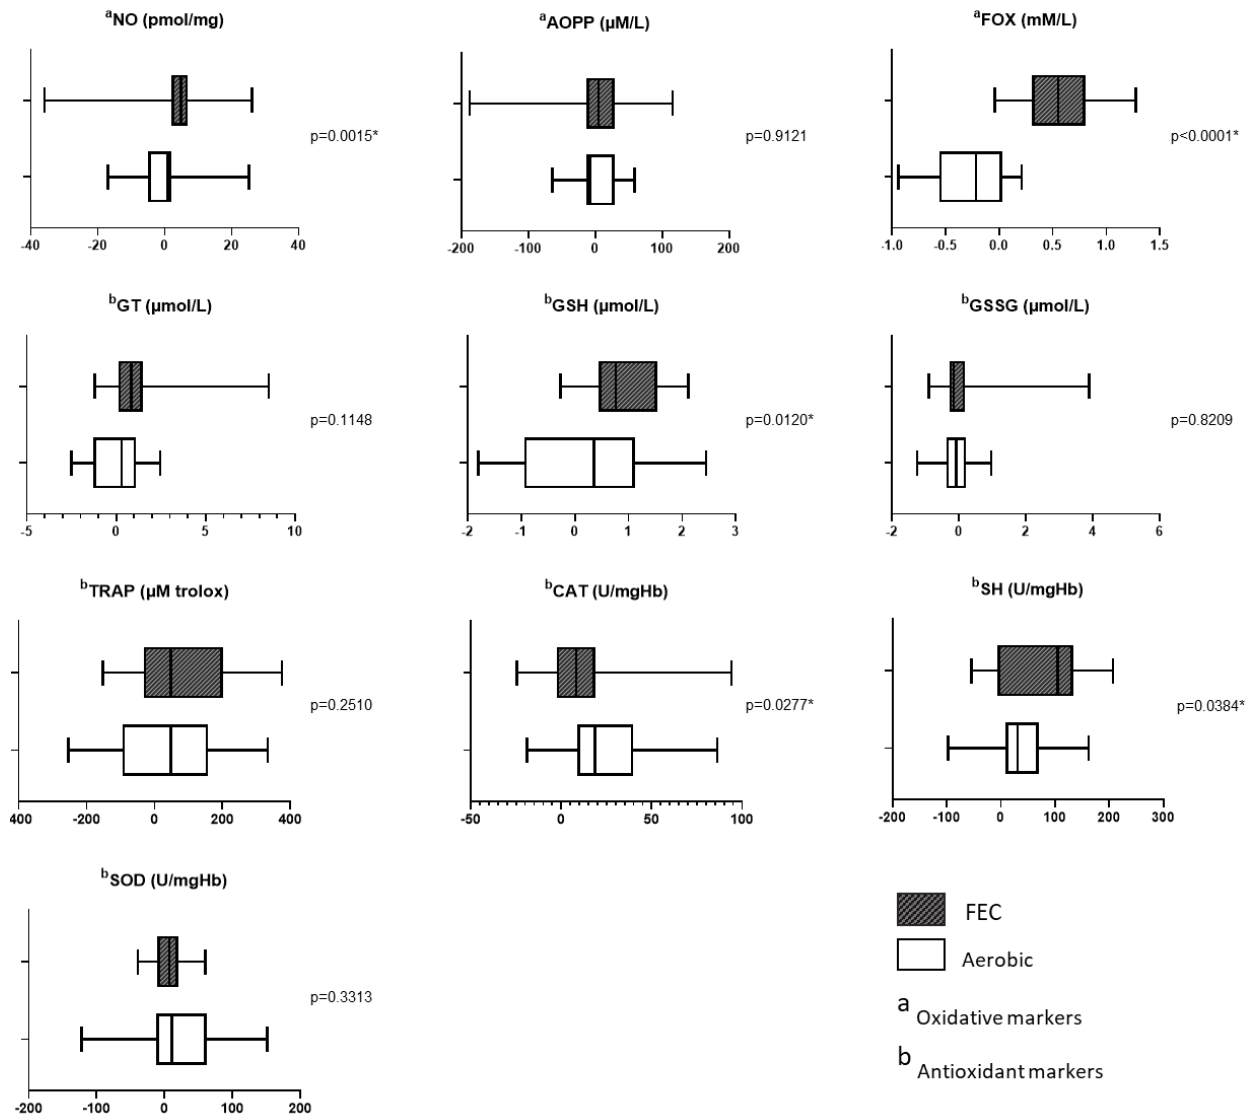 aNO (pmol/mg)
p=0.0015*
-40 -20 0 20 40
aAOPP (µM/L)
p=0.9121
-200 -100 0 100 200
aFOX (mM/L)
p<0.0001*
-1.0 -0.5 0.0 0.5 1.0 1.5
bGT (µmol/L)
p=0.1148
-5 0 5 10
bGSH (µmol/L)
p=0.0120*
-2 -2 0 1 2 3
bGSSG (µmol/L)
p=0.8209
-2 0 2 4 6
bTRAP (µM trolox)
p=0.2510
400 -200 0 200 400
bCAT (U/mgHb)
p=0.0277*
-50 0 50 100
bSH (U/mgHb)
p=0.0384*
-200 -100 0 100 200 300
bSOD (U/mgHb)
p=0.3313
-200 -100 0 100 200
FEC
Aerobic
a Oxidative markers
b Antioxidant markers